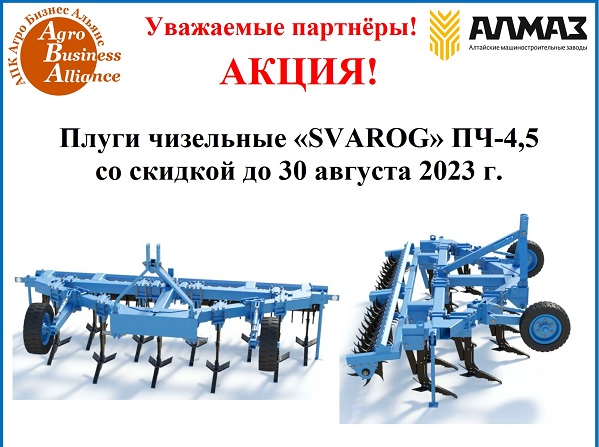 АПК Агро Бизнес Альянс
Agro
Business
Alliance
Уважаемые партнёры!
АКЦИЯ!
АЛМАЗ
Алтайские машиностроительные заводы
Плуги чизельные «SVAROG» ПЧ-4,5
со скидкой до 30 августа 2023 г.